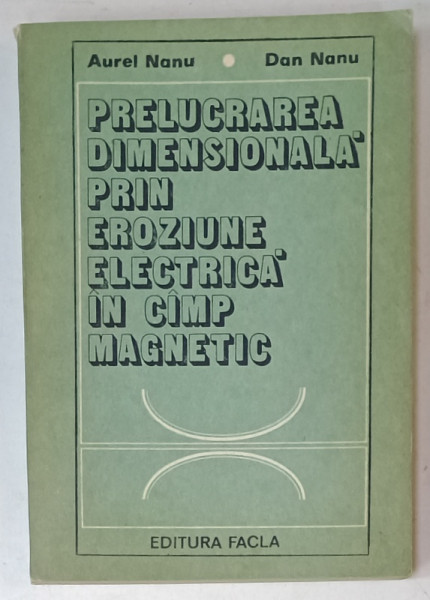 Aurel Nanu • Dan Nanu
PRELUCRAREA
DIMENSIONALĂ
PRIN
EROZIUNE
ELECTRICĂ
ÎN CÎMP
MAGNETIC
EDITURA FACLA